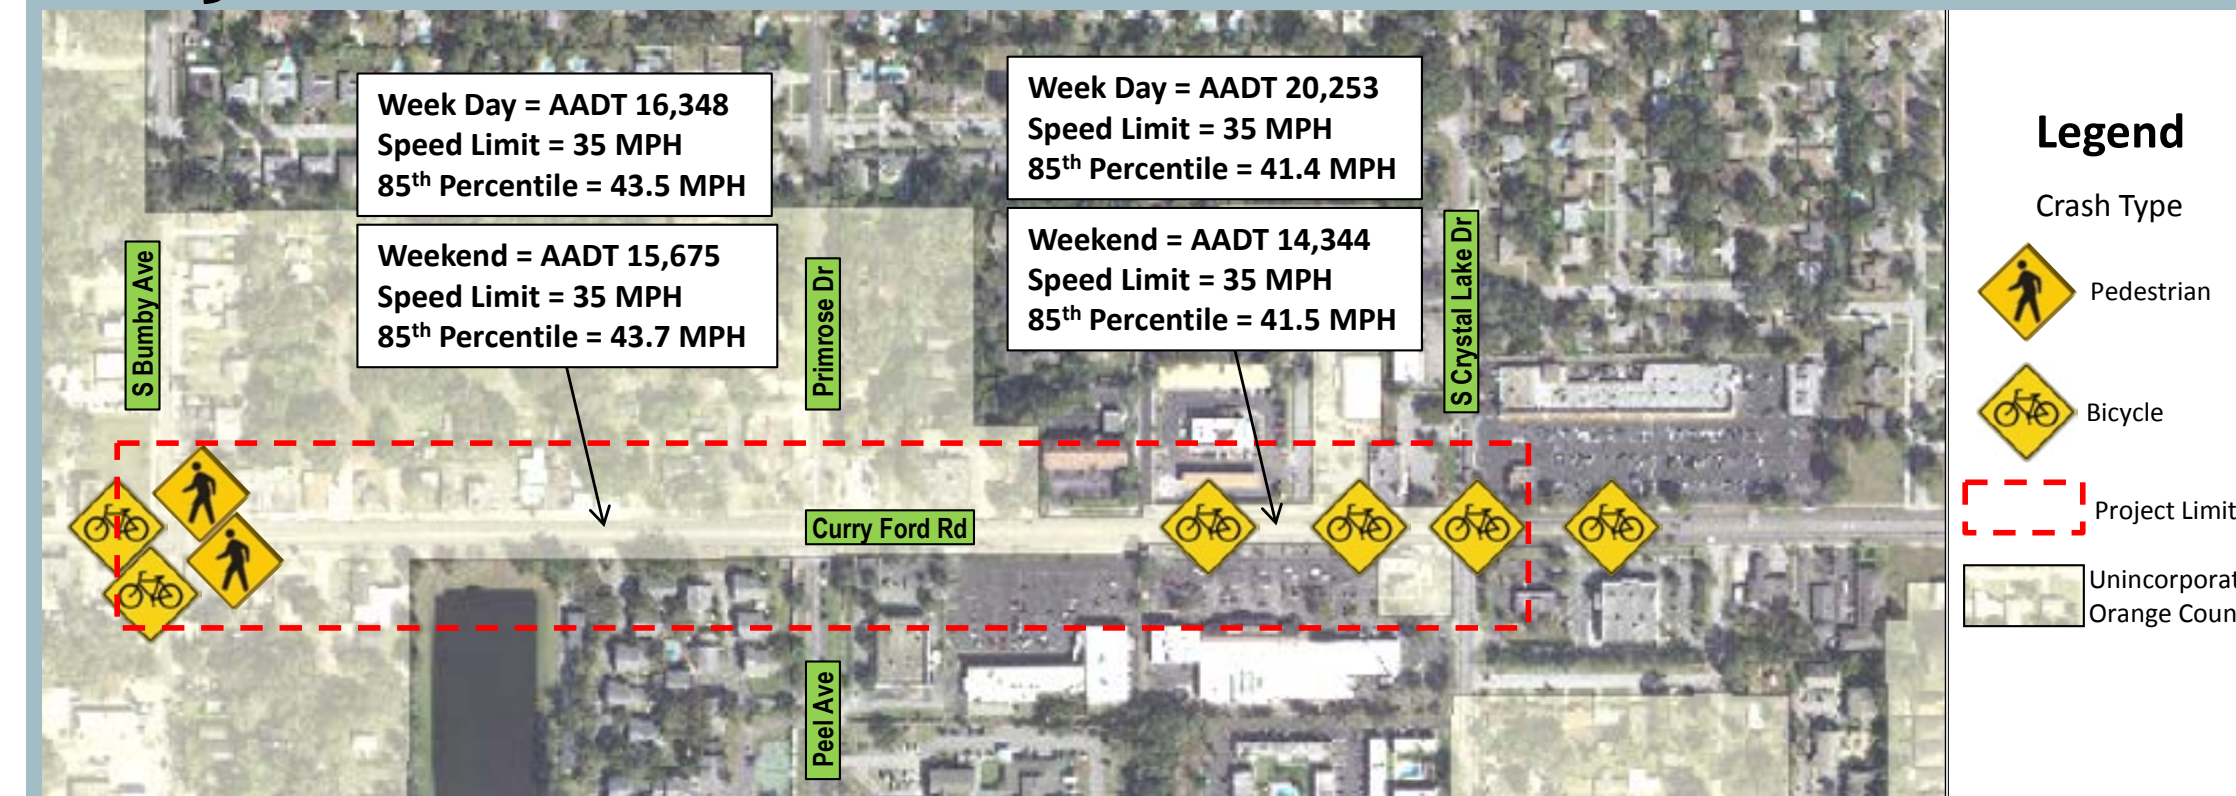 Week Day = AADT 16,348
Speed Limit = 35 MPH
85th Percentile = 43.5 MPH
Weekend = AADT 15,675
Speed Limit = 35 MPH
85th Percentile = 43.7 MPH
Week Day = AADT 20,253
Speed Limit = 35 MPH
85th Percentile = 41.4 MPH
Weekend = AADT 14,344
Speed Limit = 35 MPH
85th Percentile = 41.5 MPH
S Bumby Ave
Primrose Dr
S Crystal Lake Dr
Curry Ford Rd
Peel Ave
Legend
Crash Type
Pedestrian
Bicycle
Project Limit
Unincorporat
Orange Coun